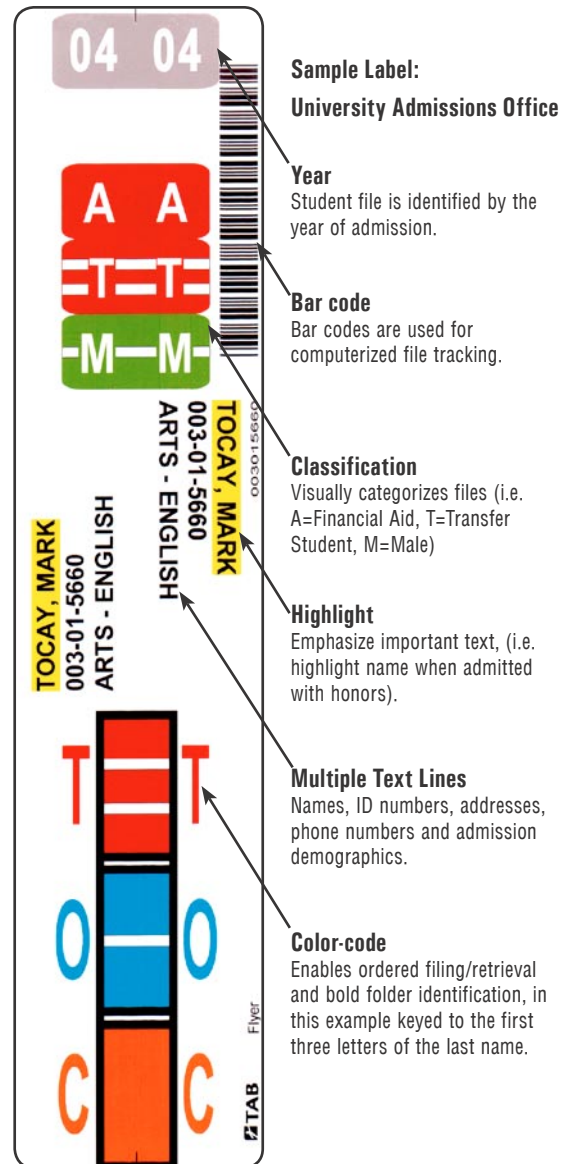 04 04
A A
T T
M M
0030156660
TOCAY, MARK
003-01-5660
ARTS - ENGLISH
TOCAY, MARK
003-01-5660
ARTS - ENGLISH
T T
O O
C C
TAB
Flyer
Sample Label:
University Admissions Office
Year
Student file is identified by the
year of admission.
Bar code
Bar codes are used for
computerized file tracking.
Classification
Visually categorizes files (i.e.
A=Financial Aid, T=Transfer
Student, M=Male)
Highlight
Emphasize important text, (i.e.
highlight name when admitted
with honors).
Multiple Text Lines
Names, ID numbers, addresses,
phone numbers and admission
demographics.
Color-code
Enables ordered filing/retrieval
and bold folder identification, in
this example keyed to the first
three letters of the last name.